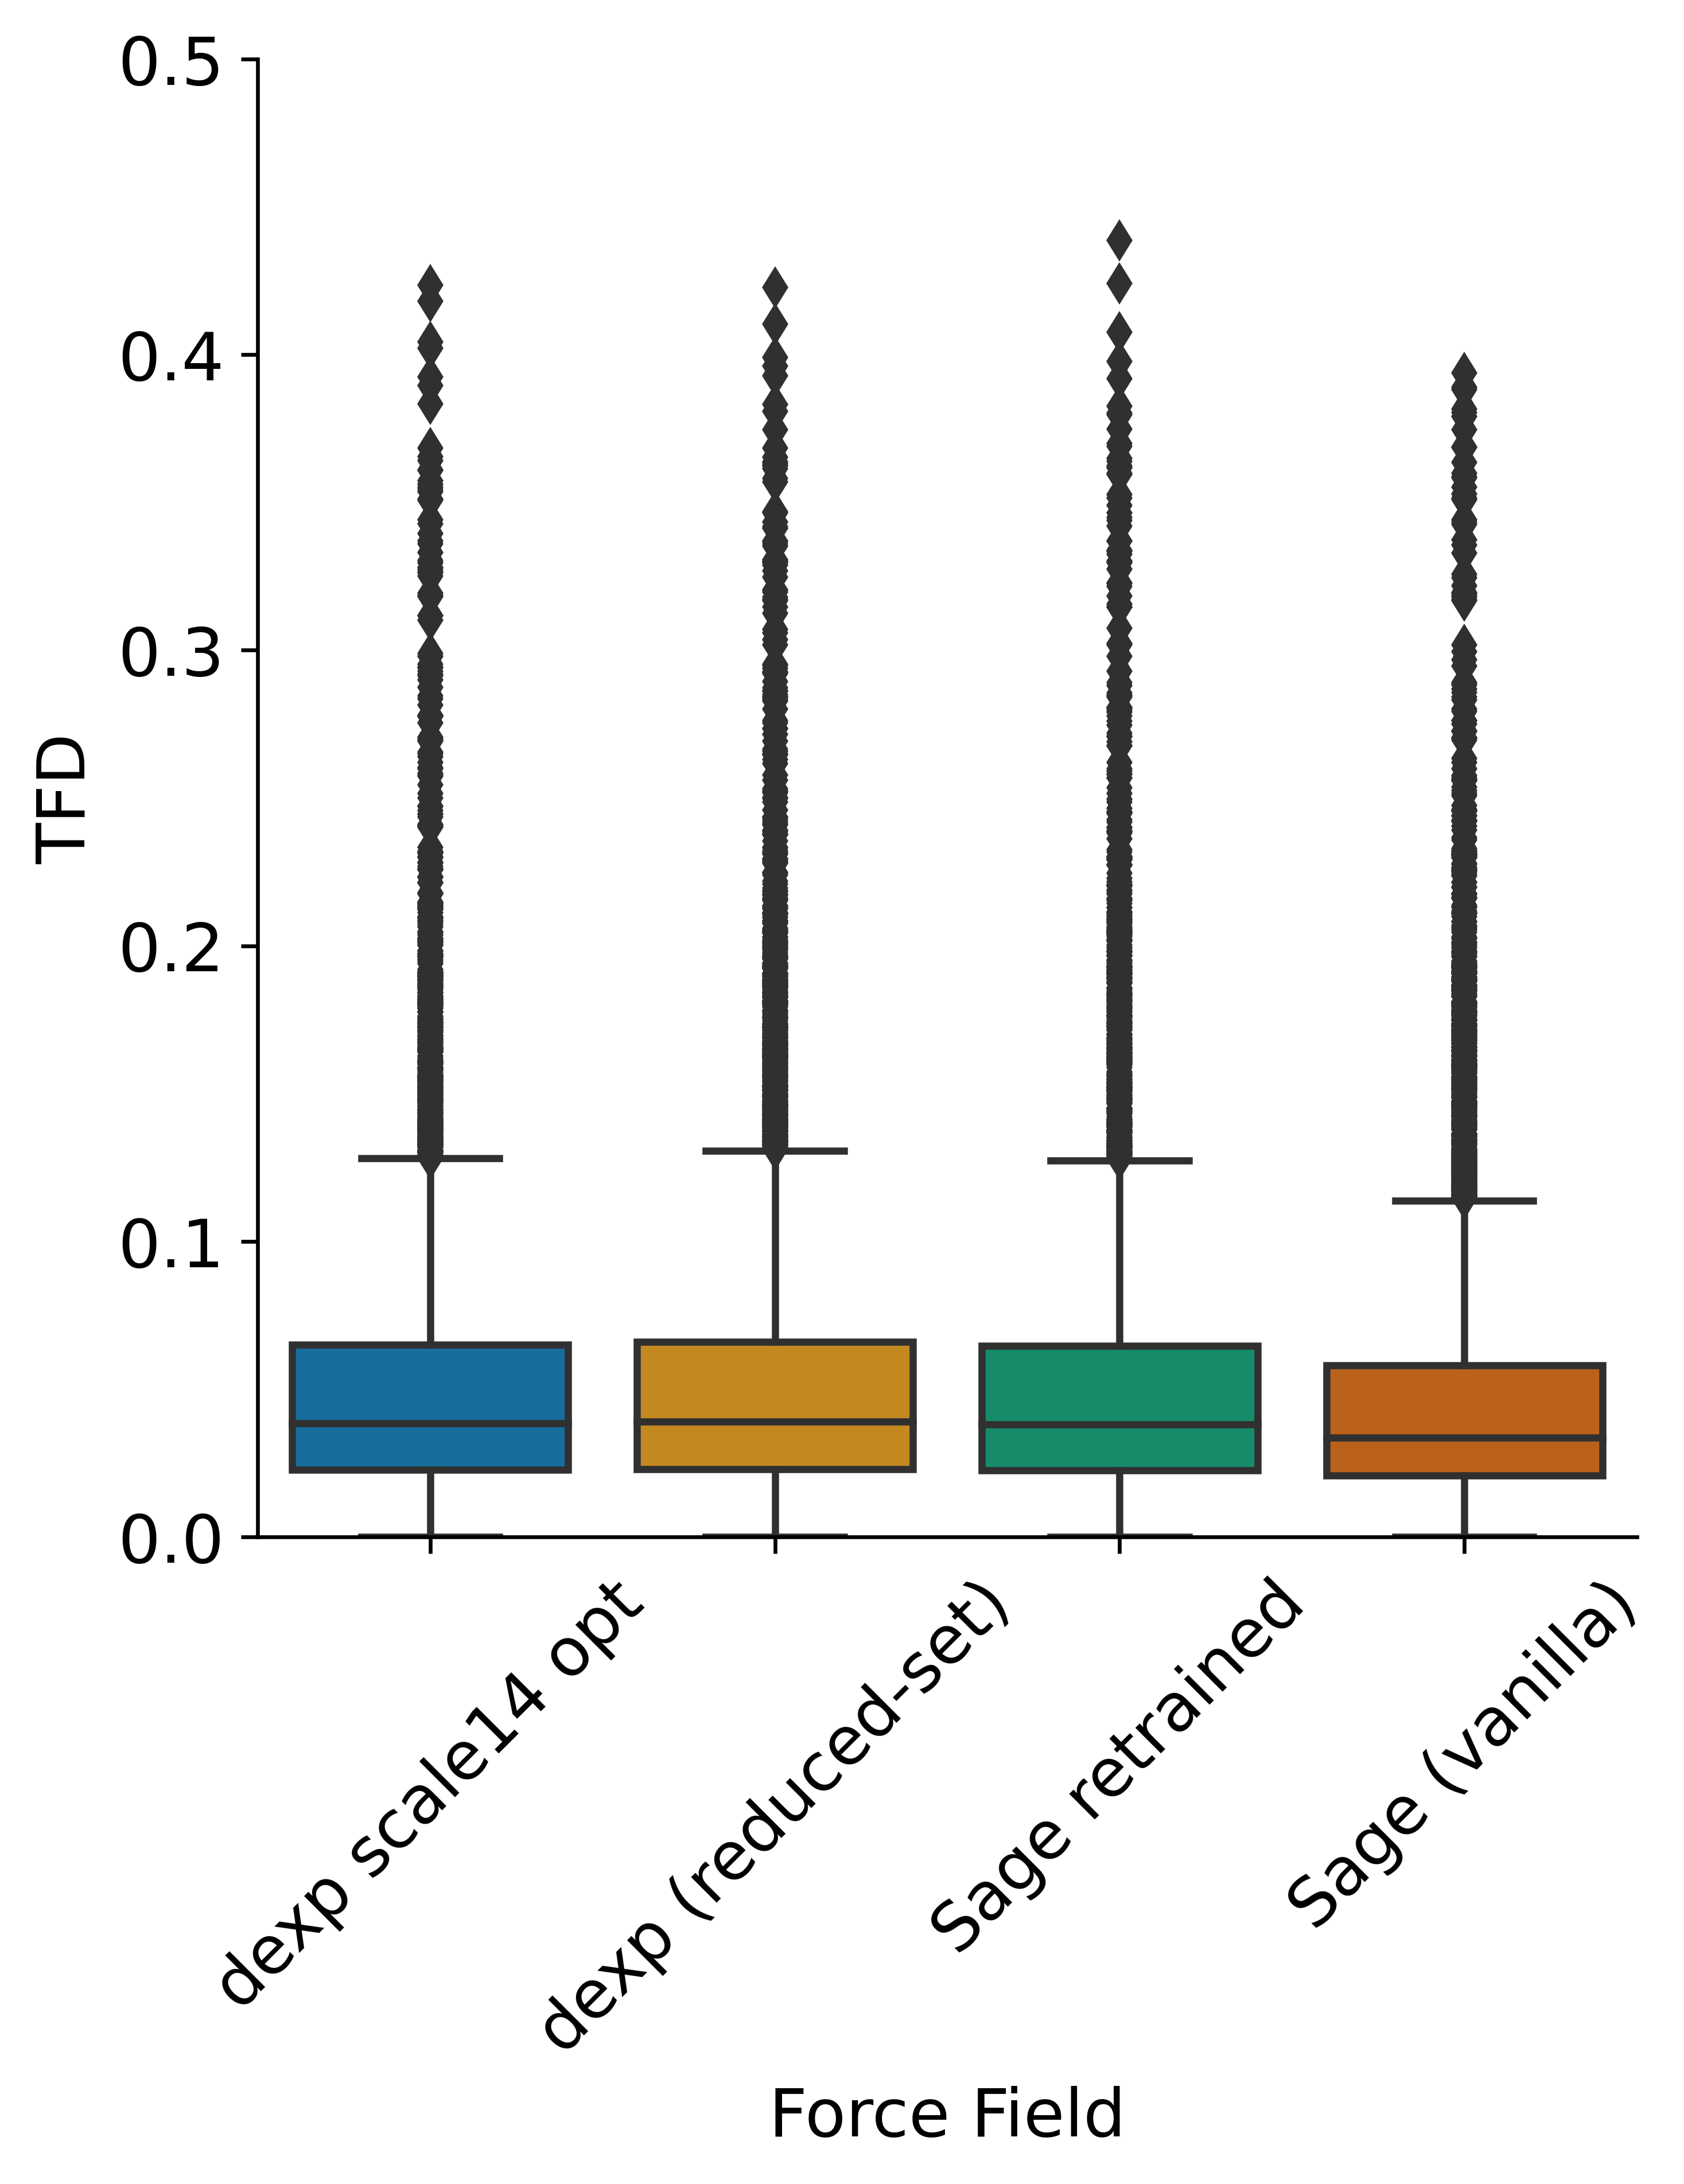 0.5
0.4
0.3
0.2
0.1
0.0
TFD
dexp scale14 opt
dexp (reduced-set)
Sage retrained
Sage (vanilla)
Force Field